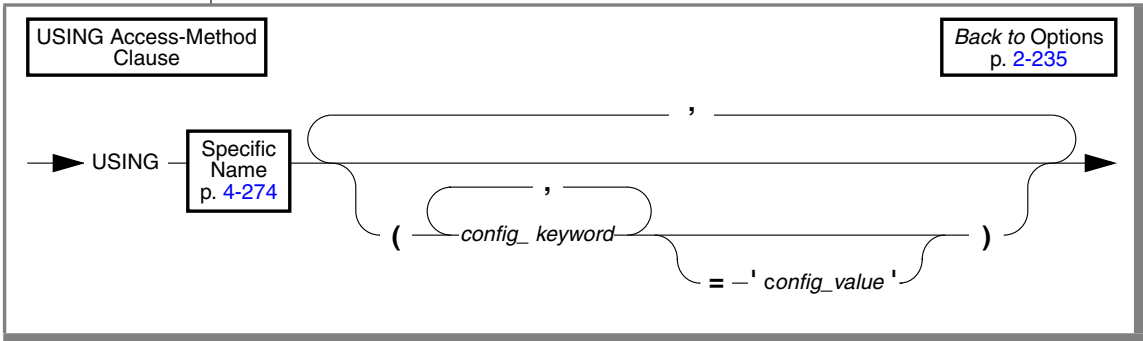 USING Access-Method
Clause
Back to Options
p. 2-235
,
USING
Specific
Name
p. 4-274
,
( config_ keyword )
= ' config_value '